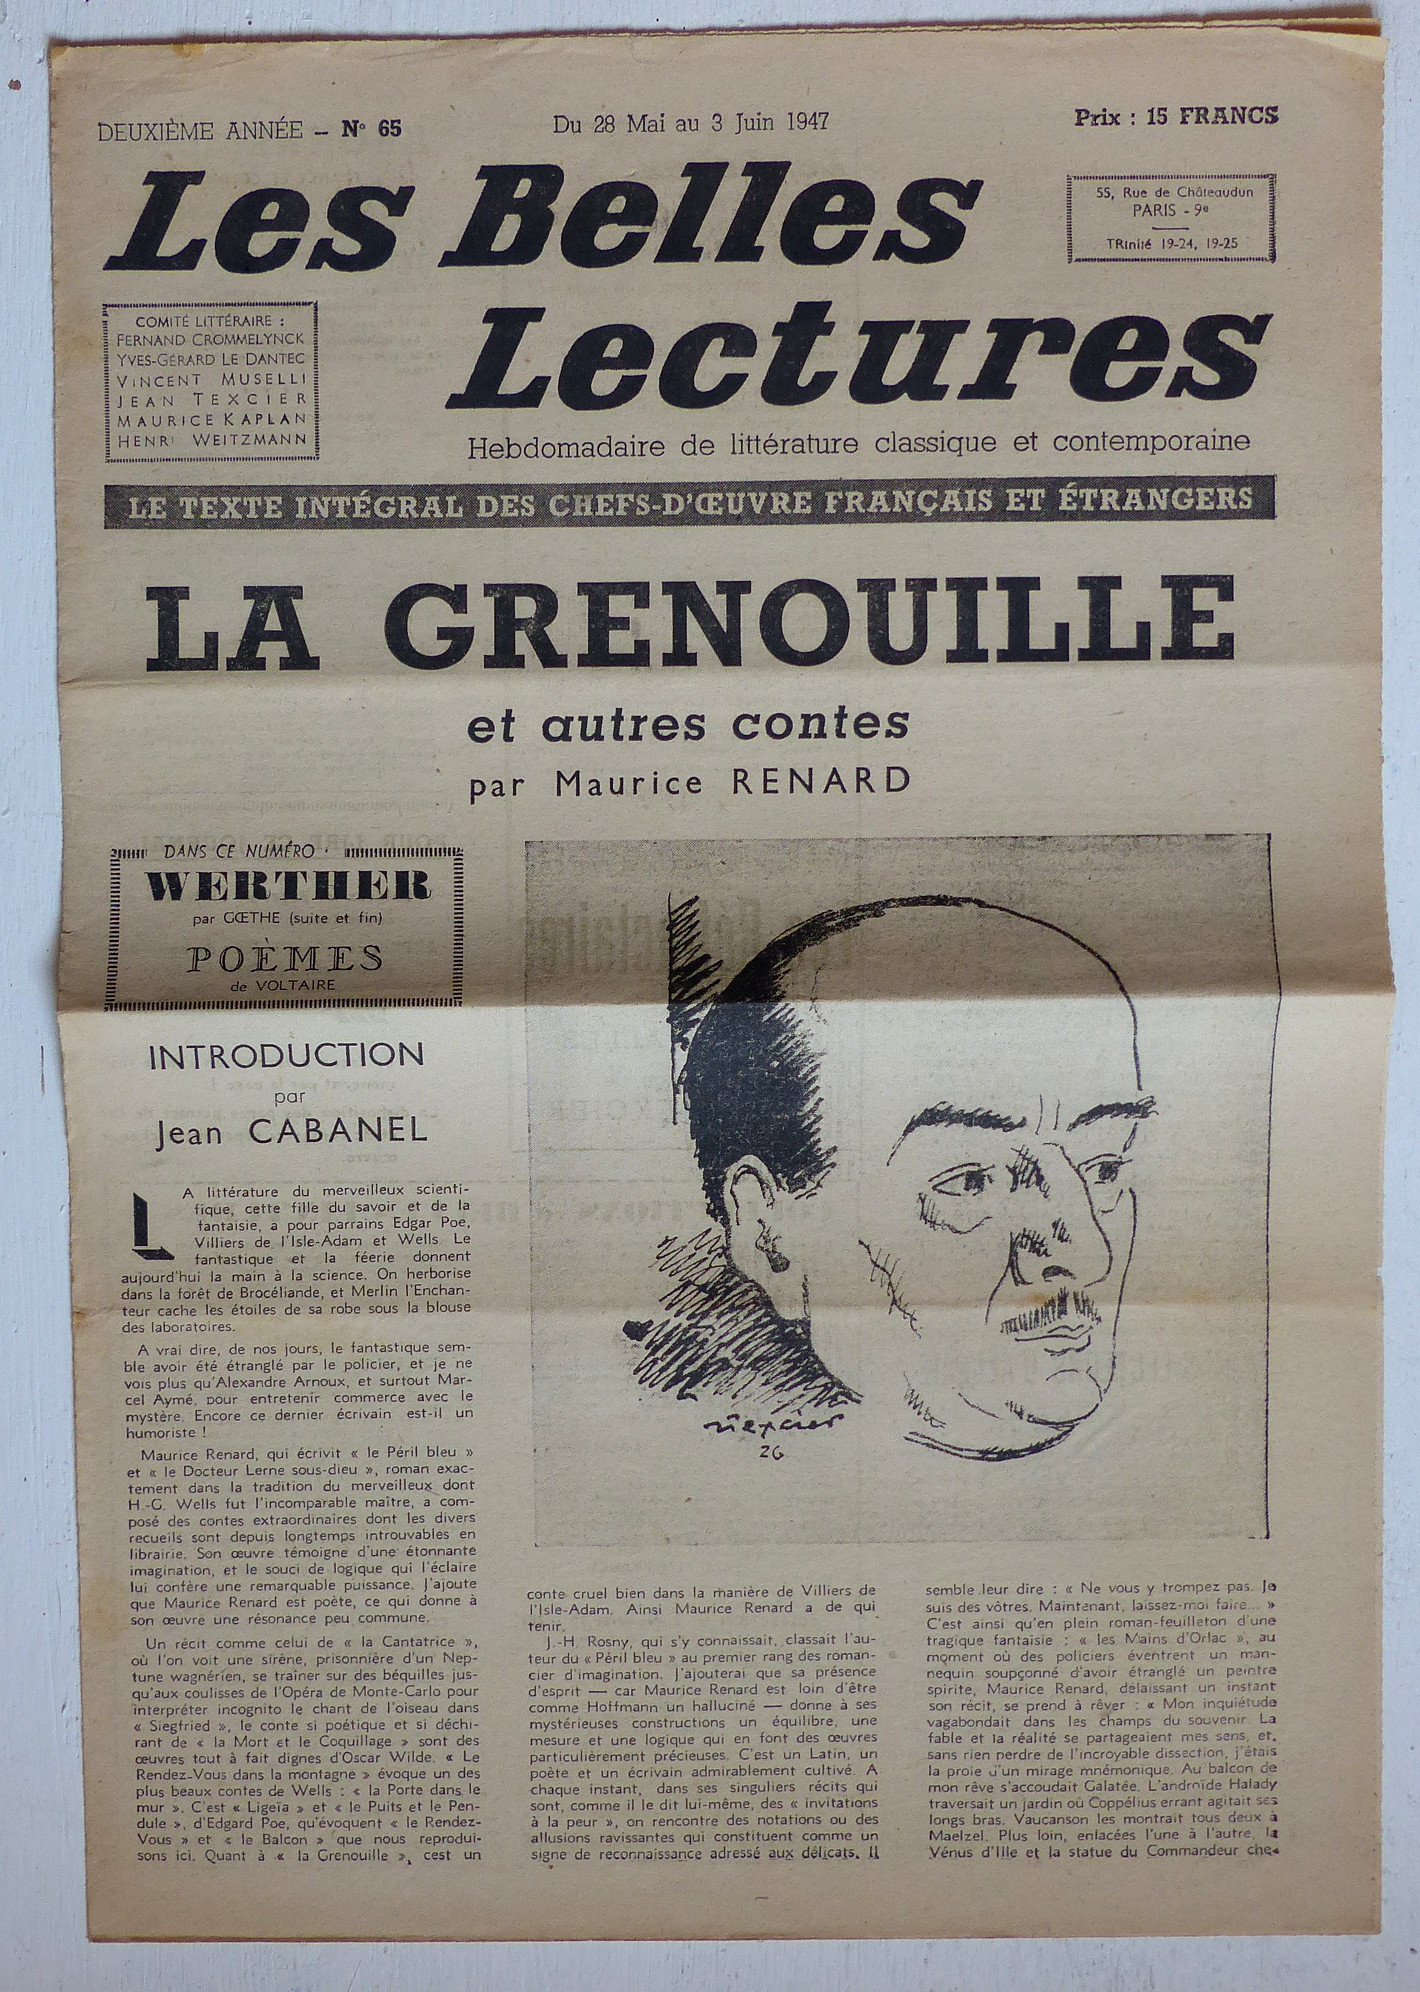 DEUXIÈME ANNÉE – N° 65
Du 28 Mai au 3 Juin 1947
Prix : 15 FRANCS
Les Belles
Lectures
55, Rue de Châteaudun
PARIS - 9e
TRinité 19-24, 19-25
COMITÉ LITTÉRAIRE :
FERNAND CROMMELYNCK
YVES-GÉRARD LE DANTEC
VINCENT MUSELLI
JEAN TEXCIER
MAURICE KAPLAN
HENRI WEITZMANN
Hebdomadaire de littérature classique et contemporaine
LE TEXTE INTÉGRAL DES CHEFS-D'ŒUVRE FRANÇAIS ET ÉTRANGERS
LA GRENOUILLE
et autres contes
par Maurice RENARD
DANS CE NUMÉRO :
WERTHER
par GŒTHE (suite et fin)
POÈMES
de VOLTAIRE
INTRODUCTION
par
Jean CABANEL
LA littérature du merveilleux scienti-
fique, cette fille du savoir et de la
fantaisie, a pour parrains Edgar Poe,
Villiers de l'Isle-Adam et Wells. Le
fantastique et la féerie donnent
aujourd'hui la main à la science. On herborise
dans la forêt de Brocéliande, et Merlin l'Enchan-
teur cache les étoiles de sa robe sous la blouse
des laboratoires.
A vrai dire, de nos jours, le fantastique sem-
ble avoir été étranglé par le policier, et je ne
vois plus qu'Alexandre Arnoux, et surtout Mar-
cel Aymé, pour entretenir commerce avec le
mystère. Encore ce dernier écrivain est-il un
humoriste !
Maurice Renard, qui écrivit « le Péril bleu »
et « le Docteur Lerne sous-dieu », roman exac-
tement dans la tradition du merveilleux dont
H.-G. Wells fut l'incomparable maître, a com-
posé des contes extraordinaires dont les divers
recueils sont depuis longtemps introuvables en
librairie. Son œuvre témoigne d'une étonnante
imagination, et le souci de logique qui l'éclaire
lui confère une remarquable puissance. J'ajoute
que Maurice Renard est poète, ce qui donne à
son œuvre une résonance peu commune.
Un récit comme celui de « la Cantatrice »,
où l'on voit une sirène, prisonnière d'un Nep-
tune wagnérien, se traîner sur des béquilles jus-
qu'aux coulisses de l'Opéra de Monte-Carlo pour
interpréter incognito le chant de l'oiseau dans
« Siegfried », le conte si poétique et si déchi-
rant de « la Mort et le Coquillage » sont des
œuvres tout à fait dignes d'Oscar Wilde. « Le
Rendez-Vous dans la montagne » évoque un des
plus beaux contes de Wells : « la Porte dans le
mur ». C'est « Ligeïa » et « le Puits et le Pen-
dule », d'Edgard Poe, qu'évoquent « le Rendez-
Vous » et « le Balcon » que nous reprodui-
sons ici. Quant à « la Grenouille », cest un
Texcier
26
conte cruel bien dans la manière de Villiers de
l'Isle-Adam. Ainsi Maurice Renard a de qui
tenir.
J.-H. Rosny, qui s'y connaissait, classait l'au-
teur du « Péril bleu » au premier rang des roman-
cier d'imagination. J'ajouterai que sa présence
d'esprit — car Maurice Renard est loin d'être
comme Hoffmann un halluciné — donne à ses
mystérieuses constructions un équilibre, une
mesure et une logique qui en font des œuvres
particulièrement précieuses. C'est un Latin, un
poète et un écrivain admirablement cultivé. A
chaque instant, dans ses singuliers récits qui
sont, comme il le dit lui-même, des « invitations
à la peur », on rencontre des notations ou des
allusions ravissantes qui constituent comme un
signe de reconnaissance adressé aux délicats. Il
semble leur dire : « Ne vous y trompez pas. Je
suis des vôtres. Maintenant, laissez-moi faire... »
C'est ainsi qu'en plein roman-feuilleton d'une
tragique fantaisie : « les Mains d'Orlac », au
moment où des policiers éventrent un man-
nequin soupçonné d'avoir étranglé un peintre
spirite, Maurice Renard, délaissant un instant
son récit, se prend à rêver : « Mon inquiétude
vagabondait dans les champs du souvenir. La
fable et la réalité se partageaient mes sens, et,
sans rien perdre de l'incroyable dissection, j'étais
la proie d'un mirage mnémonique. Au balcon de
mon rêve s'accoudait Galatée. L'androïde Halady
traversait un jardin où Coppélius errant agitait ses
longs bras. Vaucanson les montrait tous deux à
Maelzel. Plus loin, enlacées l'une à l'autre, la
Vénus d'Ille et la statue du Commandeur che-